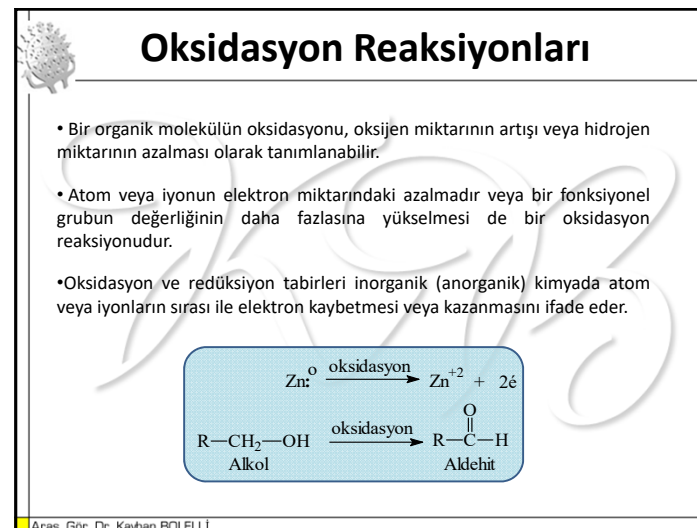 Oksidasyon Reaksiyonları
• Bir organik molekülün oksidasyonu, oksijen miktarının artışı veya hidrojen
miktarının azalması olarak tanımlanabilir.
• Atom veya iyonun elektron miktarındaki azalmadır veya bir fonksiyonel
grubun değerliğinin daha fazlasına yükselmesi de bir oksidasyon
reaksiyonudur.
•Oksidasyon ve redüksiyon tabirleri inorganik (anorganik) kimyada atom
veya iyonların sırası ile elektron kaybetmesi veya kazanmasını ifade eder.
Zn:⁰ oksidasyon Zn⁺² + 2é
O
R—CH₂—OH oksidasyon R—C—H
Alkol Aldehit
Araş. Gör. Dr. Kayhan BOLELLİ